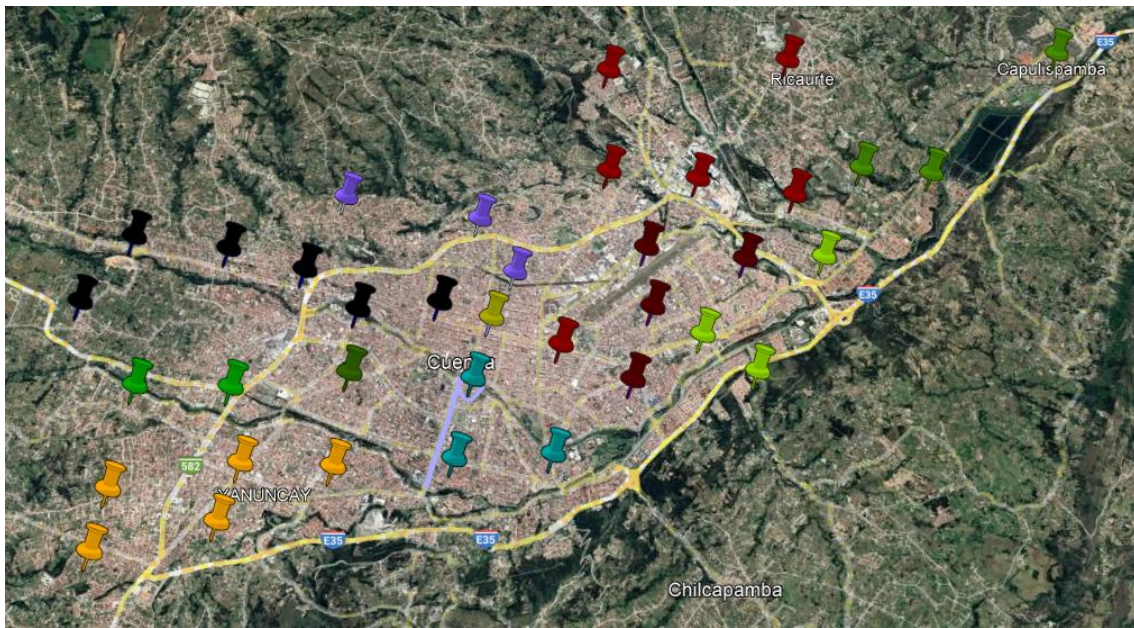 E35
Capulispamba
Ricaurte
E35
Cuenca
582
YANUNCAY
E35
E35
Chilcapamba